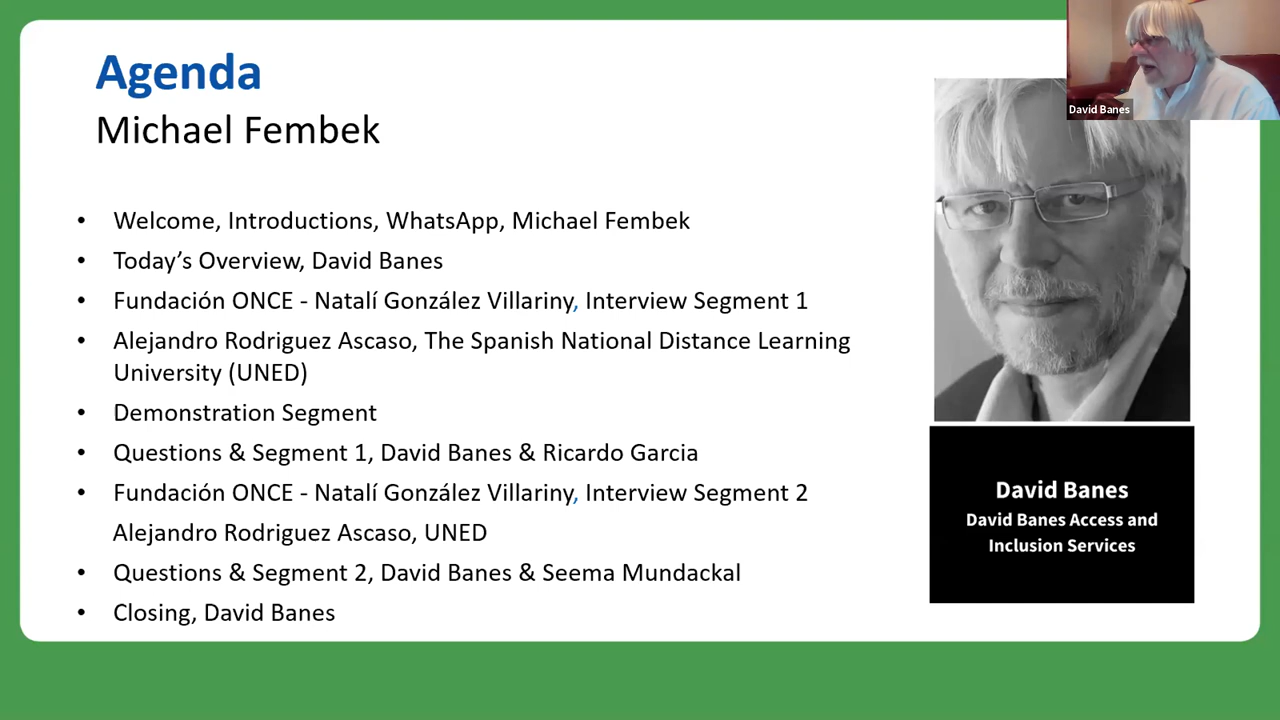 Agenda
Michael Fembek
• Welcome, Introductions, WhatsApp, Michael Fembek
• Today’s Overview, David Banes
• Fundación ONCE - Natalí González Villariny, Interview Segment 1
• Alejandro Rodriguez Ascaso, The Spanish National Distance Learning
University (UNED)
• Demonstration Segment
• Questions & Segment 1, David Banes & Ricardo Garcia
• Fundación ONCE - Natalí González Villariny, Interview Segment 2
Alejandro Rodriguez Ascaso, UNED
• Questions & Segment 2, David Banes & Seema Mundackal
• Closing, David Banes
David Banes
David Banes
David Banes Access and
Inclusion Services